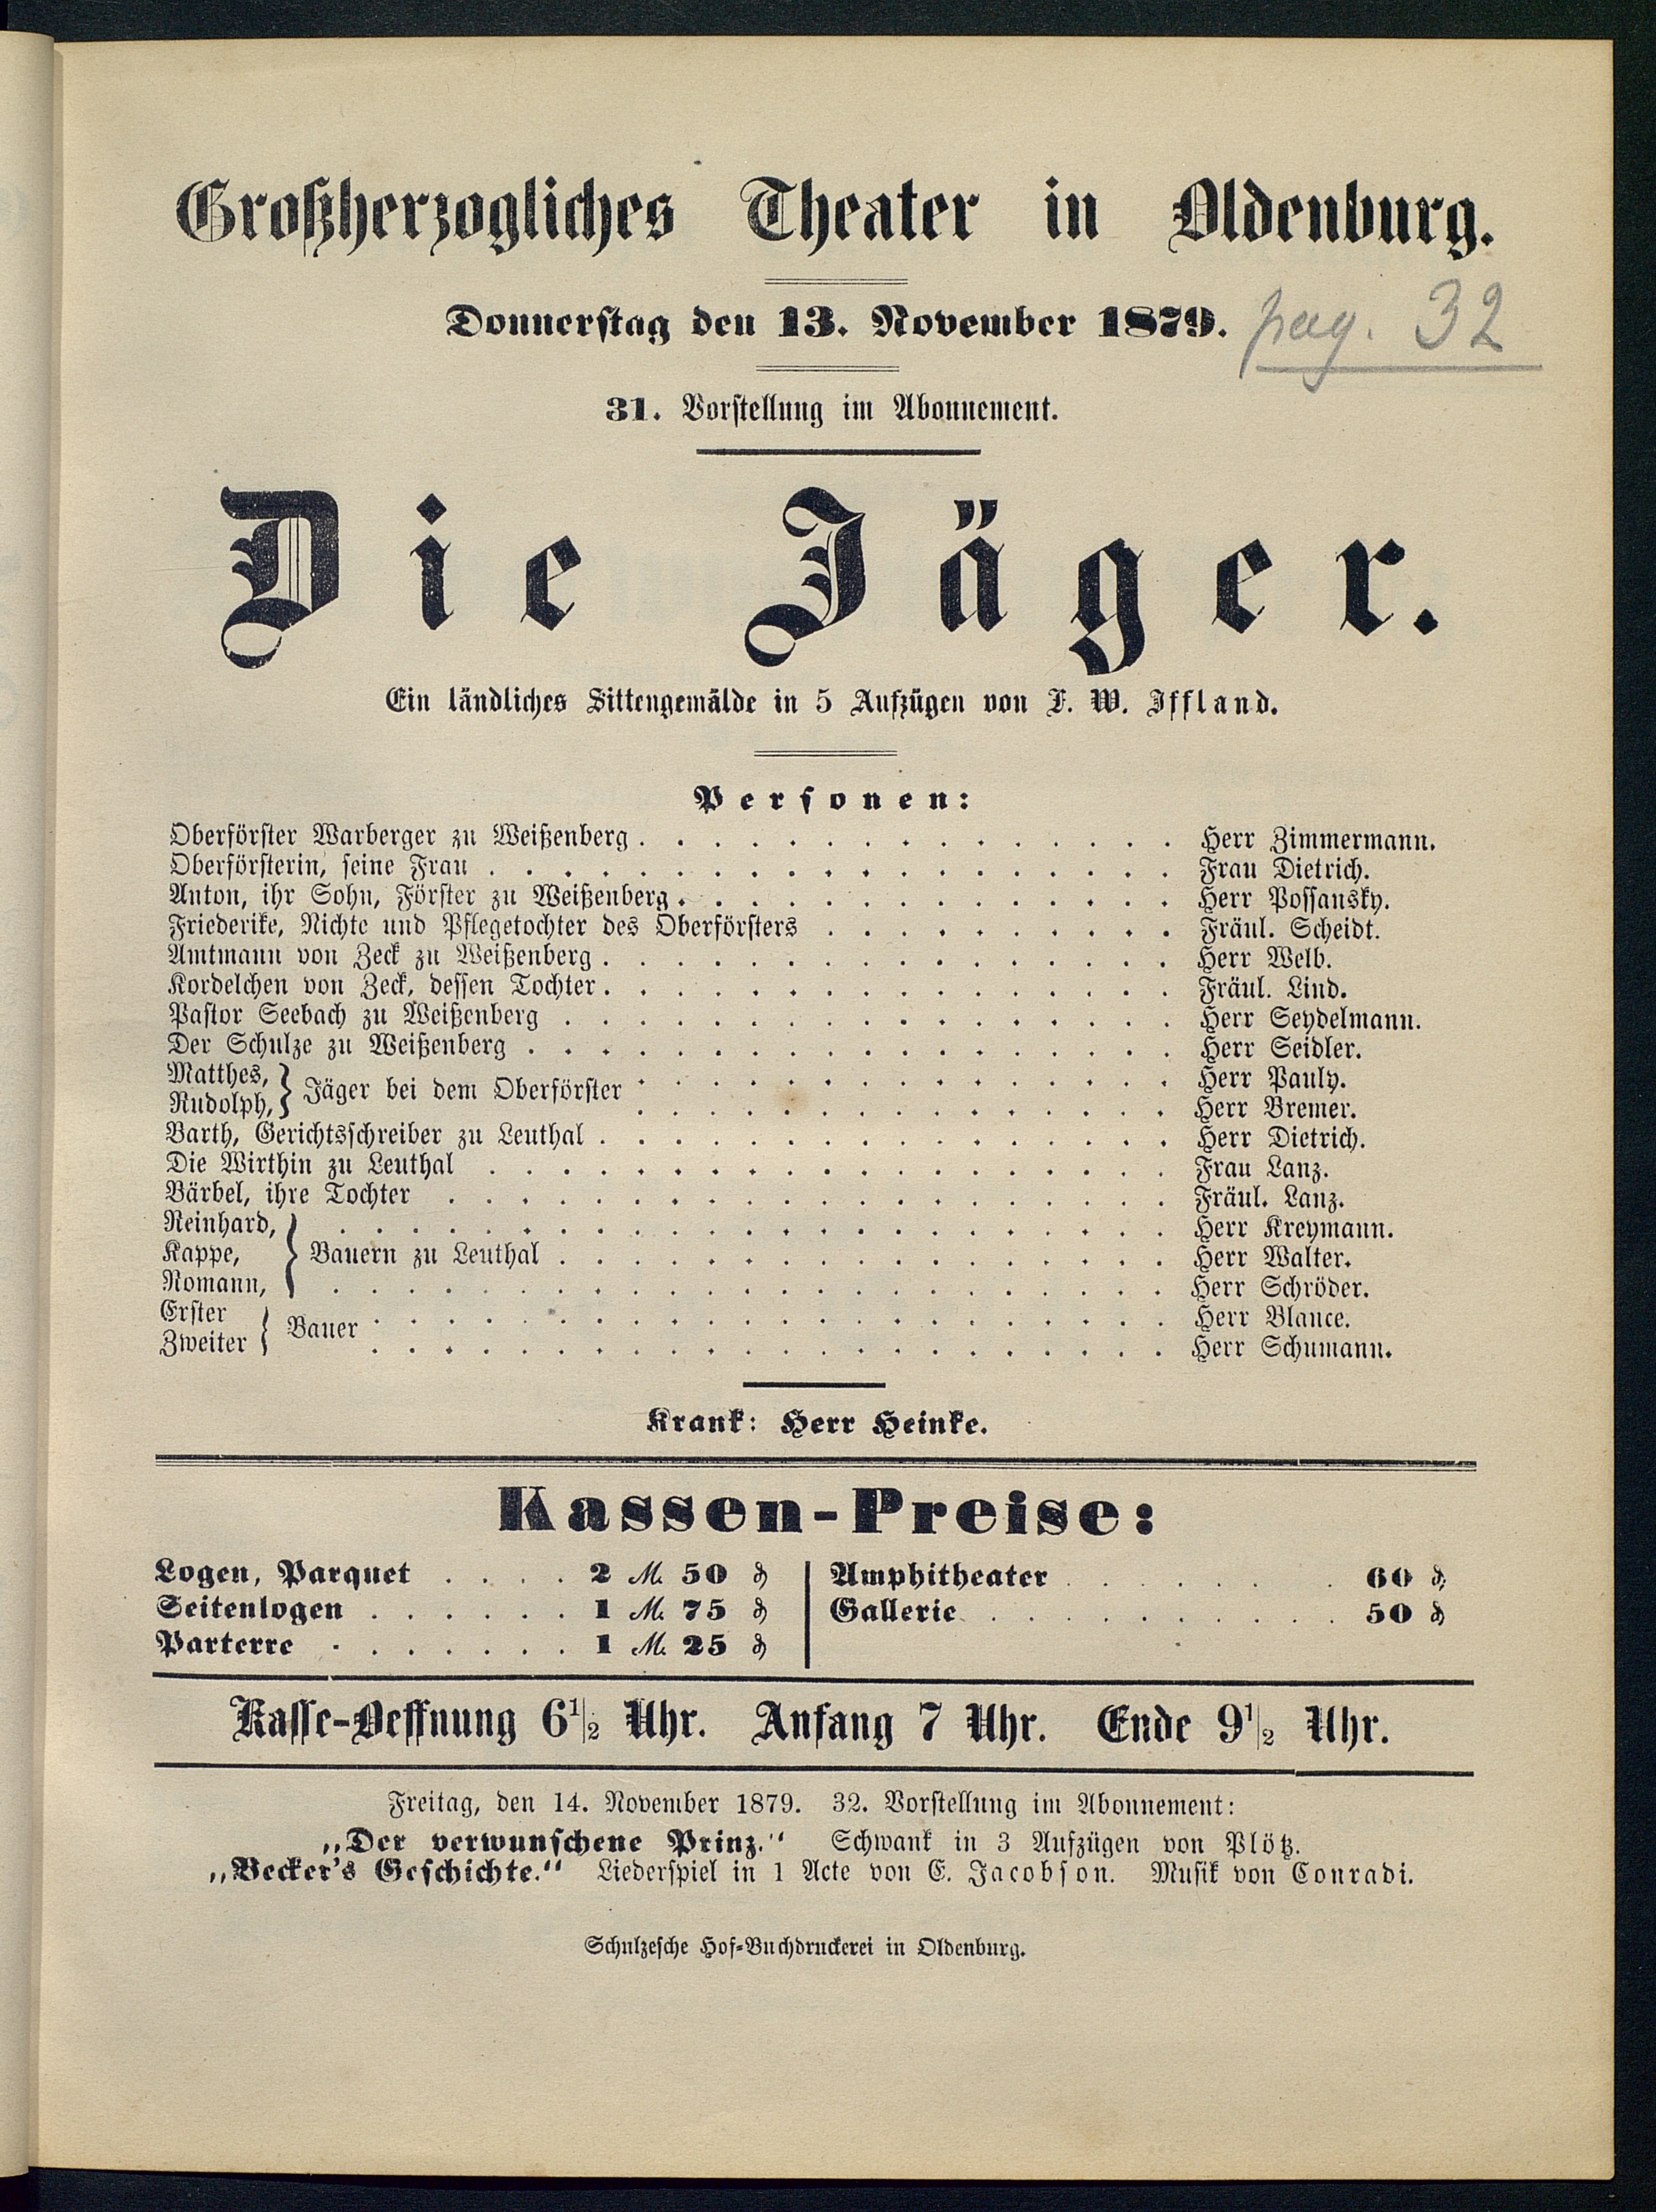 Großherzogliches Theater in Oldenburg.
Donnerstag den 13. November 1879.
pag. 32
31. Vorstellung im Abonnement.
Die Jäger.
Ein ländliches Sittengemälde in 5 Aufzügen von F. W. Iffland.
Personen:
Oberförster Warberger zu Weißenberg . . . . . . . . . . . . . . . Herr Zimmermann.
Oberförsterin, seine Frau . . . . . . . . . . . . . . . . . . . Frau Dietrich.
Anton, ihr Sohn, Förster zu Weißenberg . . . . . . . . . . . . . . Herr Possansky.
Friederike, Nichte und Pflegetochter des Oberförsters . . . . . . . . . . Fräul. Scheidt.
Amtmann von Zeck zu Weißenberg . . . . . . . . . . . . . . . . Herr Welb.
Kordelchen von Zeck, dessen Tochter . . . . . . . . . . . . . . . . Fräul. Lind.
Pastor Seebach zu Weißenberg . . . . . . . . . . . . . . . . . Herr Seydelmann.
Der Schulze zu Weißenberg . . . . . . . . . . . . . . . . . . Herr Seidler.
Matthes, } Jäger bei dem Oberförster . . . . . . . . . . . . . . . Herr Pauly.
Rudolph, } . . . . . . . . . . . . . . . Herr Bremer.
Barth, Gerichtsschreiber zu Leuthal . . . . . . . . . . . . . . . . Herr Dietrich.
Die Wirthin zu Leuthal . . . . . . . . . . . . . . . . . . . Frau Lanz.
Bärbel, ihre Tochter . . . . . . . . . . . . . . . . . . . . Fräul. Lanz.
Reinhard, } . . . . . . . . . . . . . . . . . . . . . . . Herr Kreymann.
Kappe, } Bauern zu Leuthal . . . . . . . . . . . . . . . . . Herr Walter.
Romann, } . . . . . . . . . . . . . . . . . . . . . . . Herr Schröder.
Erster } Bauer . . . . . . . . . . . . . . . . . . . . . . Herr Blance.
Zweiter } . . . . . . . . . . . . . . . . . . . . . . Herr Schumann.
Krank: Herr Heinke.
Kassen-Preise:
Logen, Parquet . . . . 2 M. 50 ₰
Seitenlogen . . . . . . 1 M. 75 ₰
Parterre . . . . . . . 1 M. 25 ₰
Amphitheater . . . . . . . . 60 ₰
Gallerie . . . . . . . . . . 50 ₰
Kasse-Oeffnung 6½ Uhr. Anfang 7 Uhr. Ende 9½ Uhr.
Freitag, den 14. November 1879. 32. Vorstellung im Abonnement:
„Der verwunschene Prinz.“ Schwank in 3 Aufzügen von Plötz.
„Becker's Geschichte.“ Liederspiel in 1 Acte von E. Jacobson. Musik von Conradi.
Schulzesche Hof-Buchdruckerei in Oldenburg.